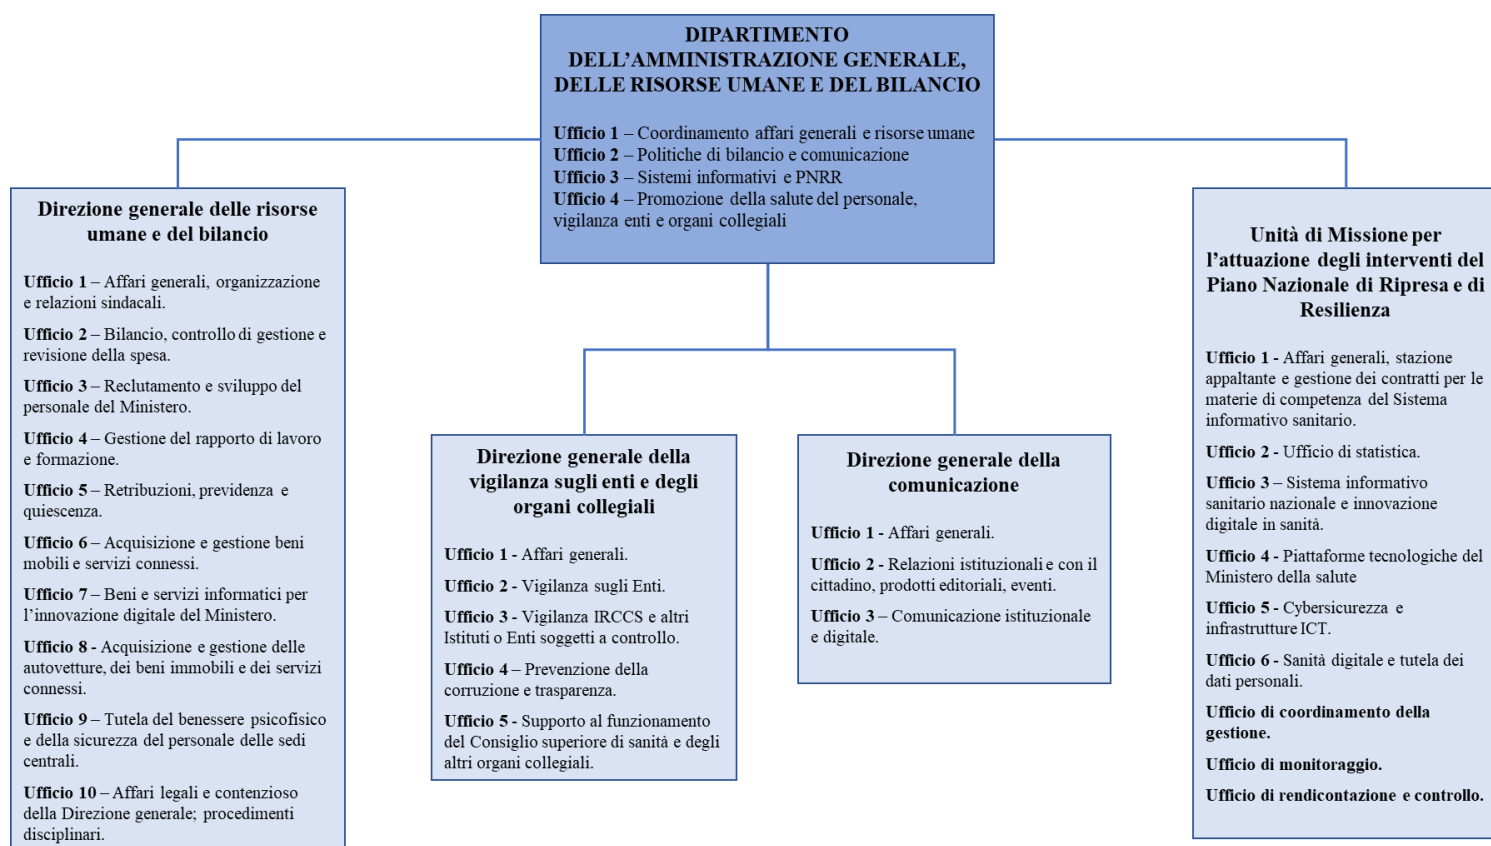 DIPARTIMENTO
DELL’AMMINISTRAZIONE GENERALE,
DELLE RISORSE UMANE E DEL BILANCIO
Ufficio 1 – Coordinamento affari generali e risorse umane
Ufficio 2 – Politiche di bilancio e comunicazione
Ufficio 3 – Sistemi informativi e PNRR
Ufficio 4 – Promozione della salute del personale,
vigilanza enti e organi collegiali
Direzione generale delle risorse
umane e del bilancio
Ufficio 1 – Affari generali, organizzazione
e relazioni sindacali.
Ufficio 2 – Bilancio, controllo di gestione e
revisione della spesa.
Ufficio 3 – Reclutamento e sviluppo del
personale del Ministero.
Ufficio 4 – Gestione del rapporto di lavoro
e formazione.
Ufficio 5 – Retribuzioni, previdenza e
quiescenza.
Ufficio 6 – Acquisizione e gestione beni
mobili e servizi connessi.
Ufficio 7 – Beni e servizi informatici per
l’innovazione digitale del Ministero.
Ufficio 8 - Acquisizione e gestione delle
autovetture, dei beni immobili e dei servizi
connessi.
Ufficio 9 – Tutela del benessere psicofisico
e della sicurezza del personale delle sedi
centrali.
Ufficio 10 – Affari legali e contenzioso
della Direzione generale; procedimenti
disciplinari.
Direzione generale della
vigilanza sugli enti e degli
organi collegiali
Ufficio 1 - Affari generali.
Ufficio 2 - Vigilanza sugli Enti.
Ufficio 3 - Vigilanza IRCCS e altri
Istituti o Enti soggetti a controllo.
Ufficio 4 – Prevenzione della
corruzione e trasparenza.
Ufficio 5 - Supporto al funzionamento
del Consiglio superiore di sanità e degli
altri organi collegiali.
Direzione generale della
comunicazione
Ufficio 1 - Affari generali.
Ufficio 2 - Relazioni istituzionali e con il
cittadino, prodotti editoriali, eventi.
Ufficio 3 – Comunicazione istituzionale
e digitale.
Unità di Missione per
l’attuazione degli interventi del
Piano Nazionale di Ripresa e di
Resilienza
Ufficio 1 - Affari generali, stazione
appaltante e gestione dei contratti per le
materie di competenza del Sistema
informativo sanitario.
Ufficio 2 - Ufficio di statistica.
Ufficio 3 – Sistema informativo
sanitario nazionale e innovazione
digitale in sanità.
Ufficio 4 - Piattaforme tecnologiche del
Ministero della salute
Ufficio 5 - Cybersicurezza e
infrastrutture ICT.
Ufficio 6 - Sanità digitale e tutela dei
dati personali.
Ufficio di coordinamento della
gestione.
Ufficio di monitoraggio.
Ufficio di rendicontazione e controllo.